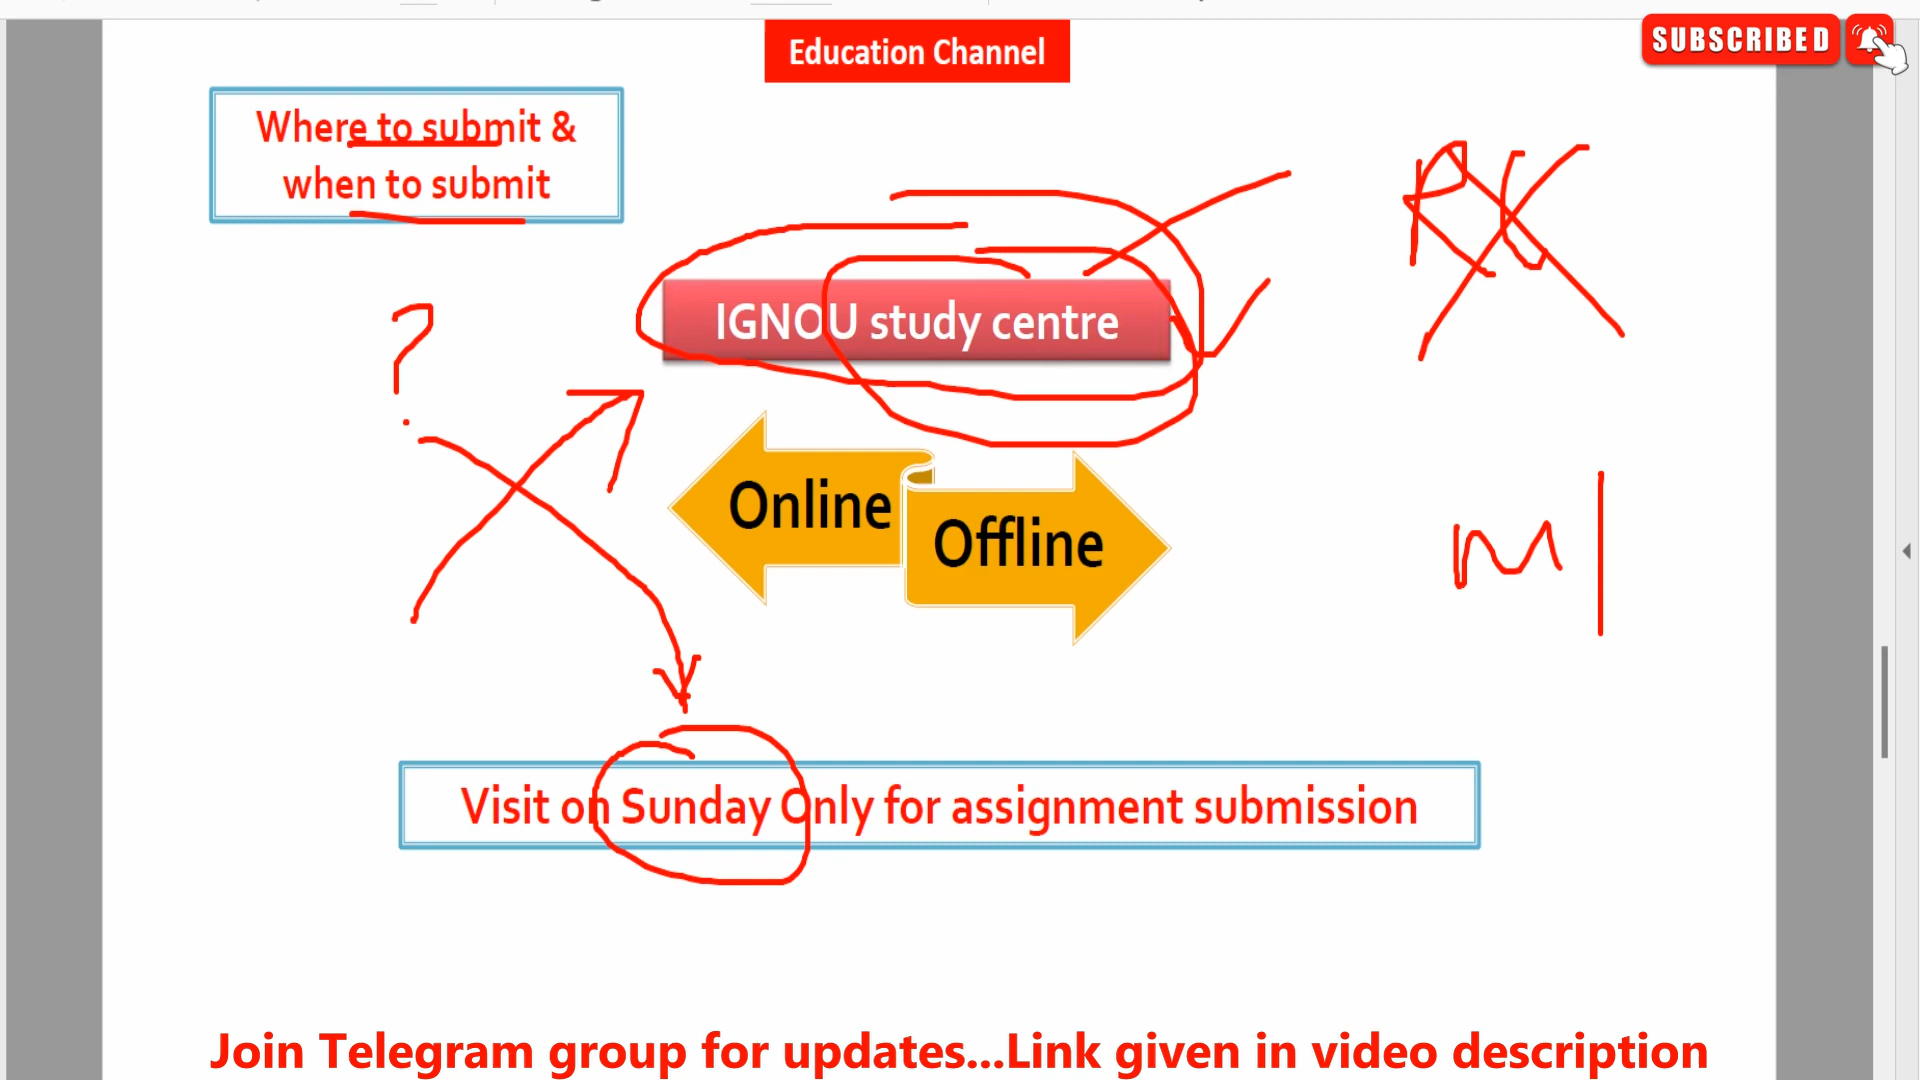 Education Channel
SUBSCRIBED
Where to submit &
when to submit
RC
?
IGNOU study centre
Online
Offline
M
Visit on Sunday Only for assignment submission
Join Telegram group for updates...Link given in video description